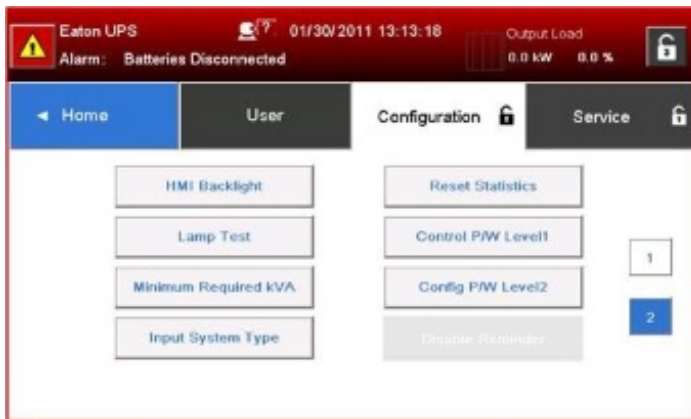 Eaton UPS
01/30/2011 13:13:18
Output Load
Alarm: Batteries Disconnected
0.0 kW 0.0 %
Home
User
Configuration
Service
HMI Backlight
Reset Statistics
Lamp Test
Control P/W Level1
1
Minimum Required kVA
Config P/W Level2
2
Input System Type
Disable Reminder